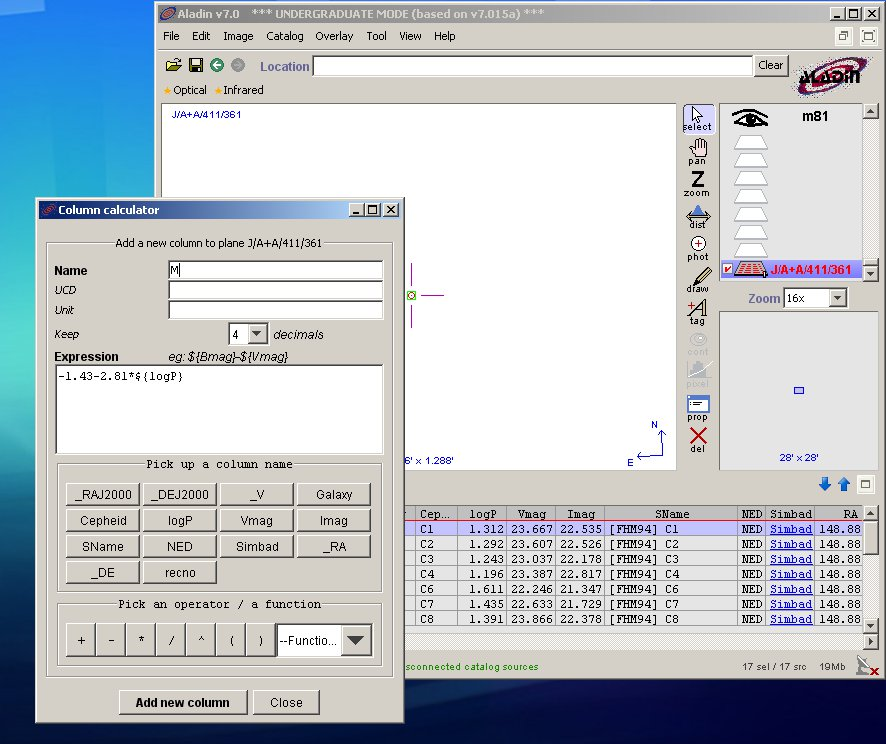 Aladin v7.0 *** UNDERGRADUATE MODE (based on v7.015a) ***
File Edit Image Catalog Overlay Tool View Help
Location Clear
ALADIN
Optical Infrared
J/A+A/411/361
select
pan
Z
zoom
dist
phot
draw
A
tag
cont
pixel
prop
del
m81
J/A+A/411/361
Zoom 16x
28' x 28'
N
E
6' x 1.288'
Column calculator
Add a new column to plane J/A+A/411/361
Name M
UCD
Unit
Keep 4 decimals
Expression eg: ${Bmag}-${Vmag}
-1.43-2.81*${logP}
Pick up a column name
_RAJ2000 _DEJ2000 _V Galaxy
Cepheid logP Vmag Imag
SName NED Simbad _RA
_DE recno
Pick an operator / a function
+ - * / ^ ( ) --Functio...
Add new column Close
Cep... logP Vmag Imag SName NED Simbad RA
C1 1.312 23.667 22.535 [FHM94] C1 NED Simbad 148.88
C2 1.292 23.607 22.526 [FHM94] C2 NED Simbad 148.88
C3 1.243 23.037 22.178 [FHM94] C3 NED Simbad 148.88
C4 1.196 23.387 22.817 [FHM94] C4 NED Simbad 148.88
C6 1.611 22.246 21.347 [FHM94] C6 NED Simbad 148.88
C7 1.435 22.633 21.729 [FHM94] C7 NED Simbad 148.88
C8 1.391 23.866 22.378 [FHM94] C8 NED Simbad 148.88
sconnected catalog sources
17 sel / 17 src 19Mb